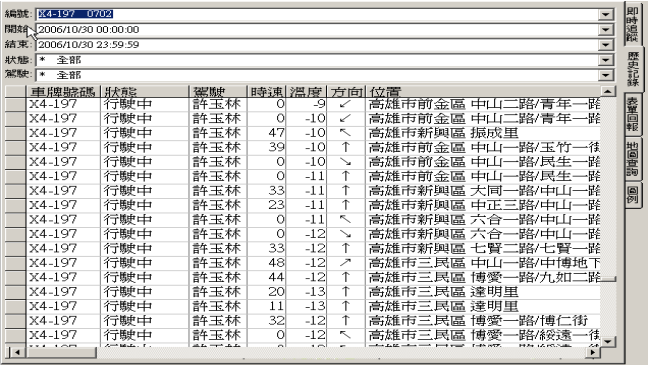 編號: X4-197 0702
開始 2006/10/30 00:00:00
結束: 2006/10/30 23:59:59
狀態: * 全部
駕駛: * 全部
車牌號碼 狀態 駕駛 時速 溫度 方向 位置
X4-197 行駛中 許玉林 0 -9 ↙ 高雄市前金區 中山二路/青年一路
X4-197 行駛中 許玉林 0 -10 ↙ 高雄市前金區 中山二路/青年一路
X4-197 行駛中 許玉林 47 -10 ↖ 高雄市新興區 振成里
X4-197 行駛中 許玉林 39 -10 ↑ 高雄市前金區 中山一路/玉竹一街
X4-197 行駛中 許玉林 0 -10 ↘ 高雄市前金區 中山一路/民生一路
X4-197 行駛中 許玉林 0 -11 ↑ 高雄市前金區 中山一路/民生一路
X4-197 行駛中 許玉林 33 -11 ↑ 高雄市新興區 大同一路/中山一路
X4-197 行駛中 許玉林 23 -11 ↑ 高雄市新興區 中正三路/中山一路
X4-197 行駛中 許玉林 0 -11 ↖ 高雄市新興區 六合一路/中山一路
X4-197 行駛中 許玉林 0 -12 ↘ 高雄市新興區 六合一路/中山一路
X4-197 行駛中 許玉林 33 -12 ↑ 高雄市新興區 七賢二路/七賢一路
X4-197 行駛中 許玉林 48 -12 ↗ 高雄市三民區 中山一路/中博地下
X4-197 行駛中 許玉林 44 -12 ↑ 高雄市三民區 博愛一路/九如二路
X4-197 行駛中 許玉林 20 -13 ↑ 高雄市三民區 達明里
X4-197 行駛中 許玉林 11 -13 ↑ 高雄市三民區 達明里
X4-197 行駛中 許玉林 32 -12 ↑ 高雄市三民區 博愛一路/博仁街
X4-197 行駛中 許玉林 0 -12 ↖ 高雄市三民區 博愛一路/綏遠一街
即時追蹤
歷史記錄
表單回報
地圖查詢
圖例